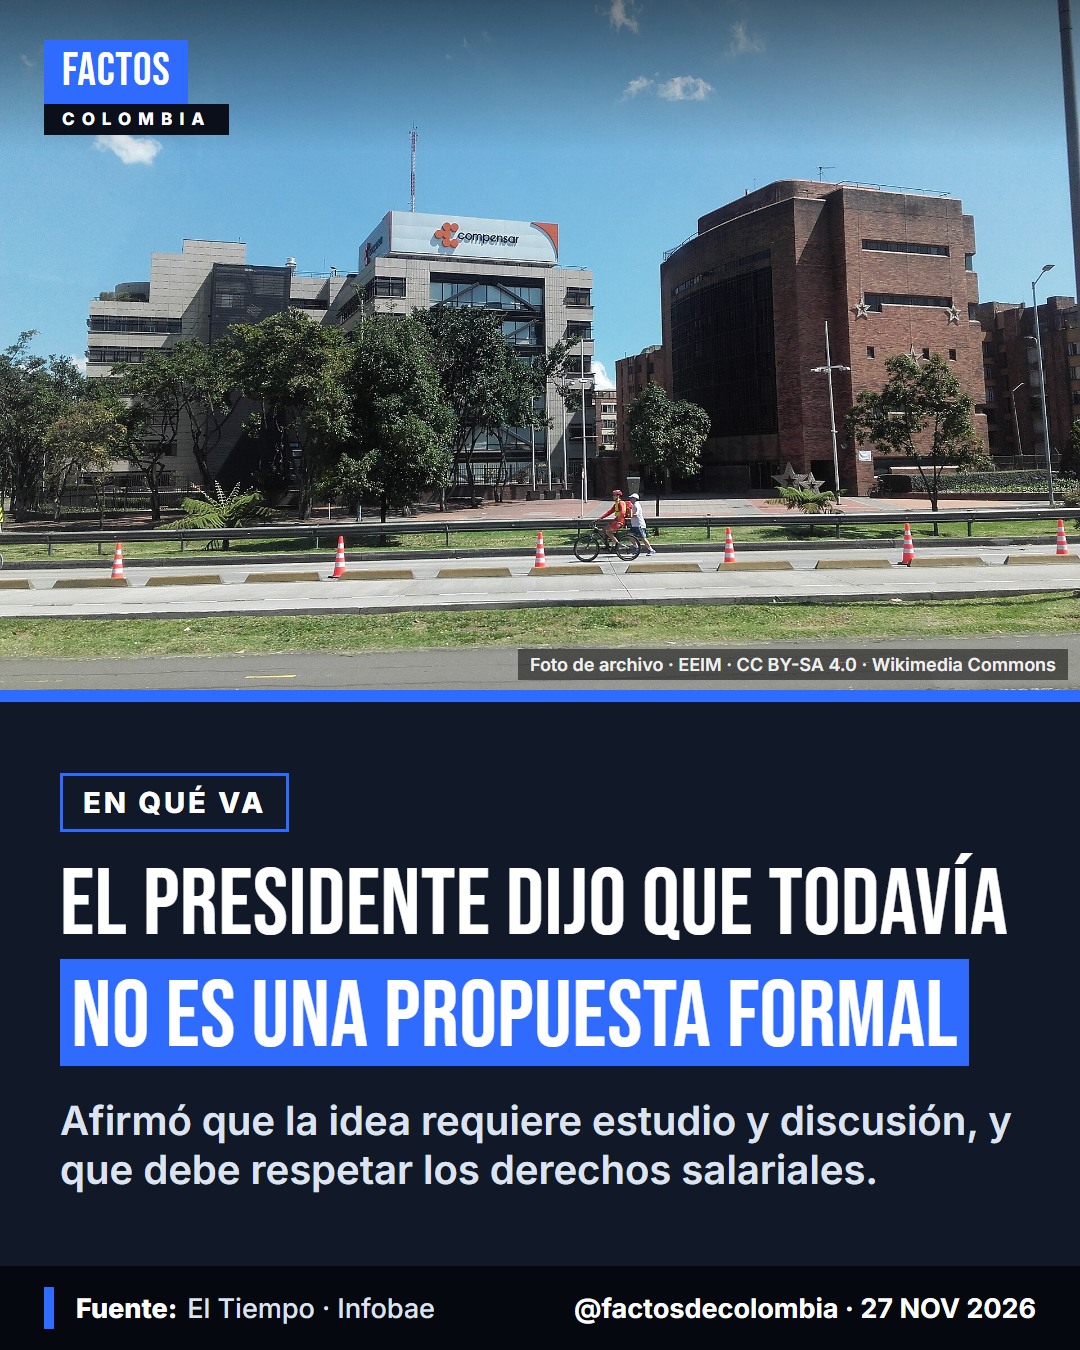 FACTOS
COLOMBIA
compensar
Foto de archivo · EEIM · CC BY-SA 4.0 · Wikimedia Commons
EN QUÉ VA
EL PRESIDENTE DIJO QUE TODAVÍA
NO ES UNA PROPUESTA FORMAL
Afirmó que la idea requiere estudio y discusión, y
que debe respetar los derechos salariales.
Fuente: El Tiempo · Infobae
@factosdecolombia · 27 NOV 2026